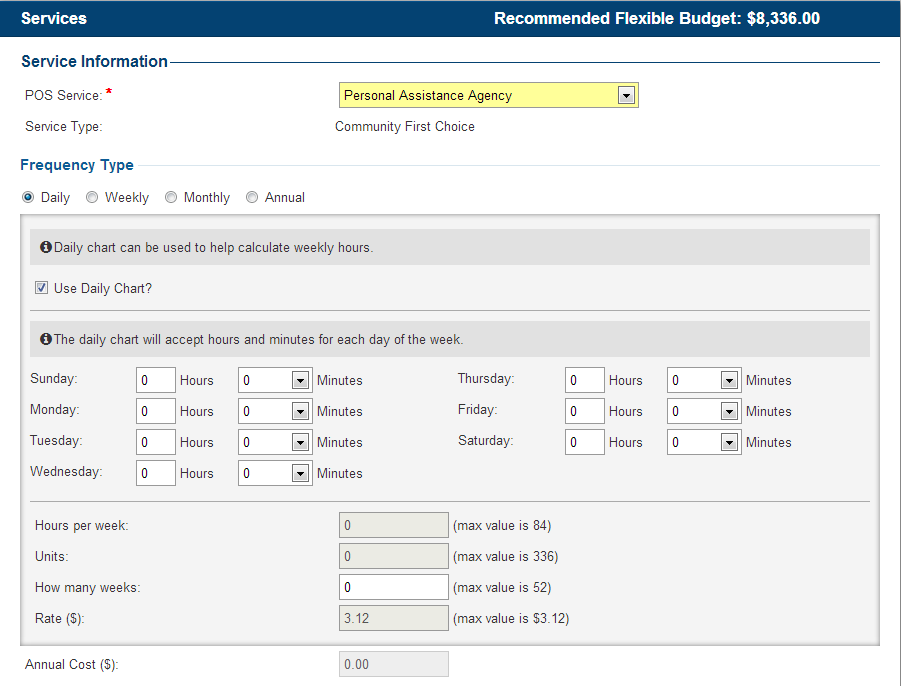 Services Recommended Flexible Budget: $8,336.00
Service Information
POS Service: * Personal Assistance Agency
Service Type: Community First Choice
Frequency Type
Daily Weekly Monthly Annual
Daily chart can be used to help calculate weekly hours.
Use Daily Chart?
The daily chart will accept hours and minutes for each day of the week.
Sunday: 0 Hours 0 Minutes Thursday: 0 Hours 0 Minutes
Monday: 0 Hours 0 Minutes Friday: 0 Hours 0 Minutes
Tuesday: 0 Hours 0 Minutes Saturday: 0 Hours 0 Minutes
Wednesday: 0 Hours 0 Minutes
Hours per week: 0 (max value is 84)
Units: 0 (max value is 336)
How many weeks: 0 (max value is 52)
Rate ($): 3.12 (max value is $3.12)
Annual Cost ($): 0.00